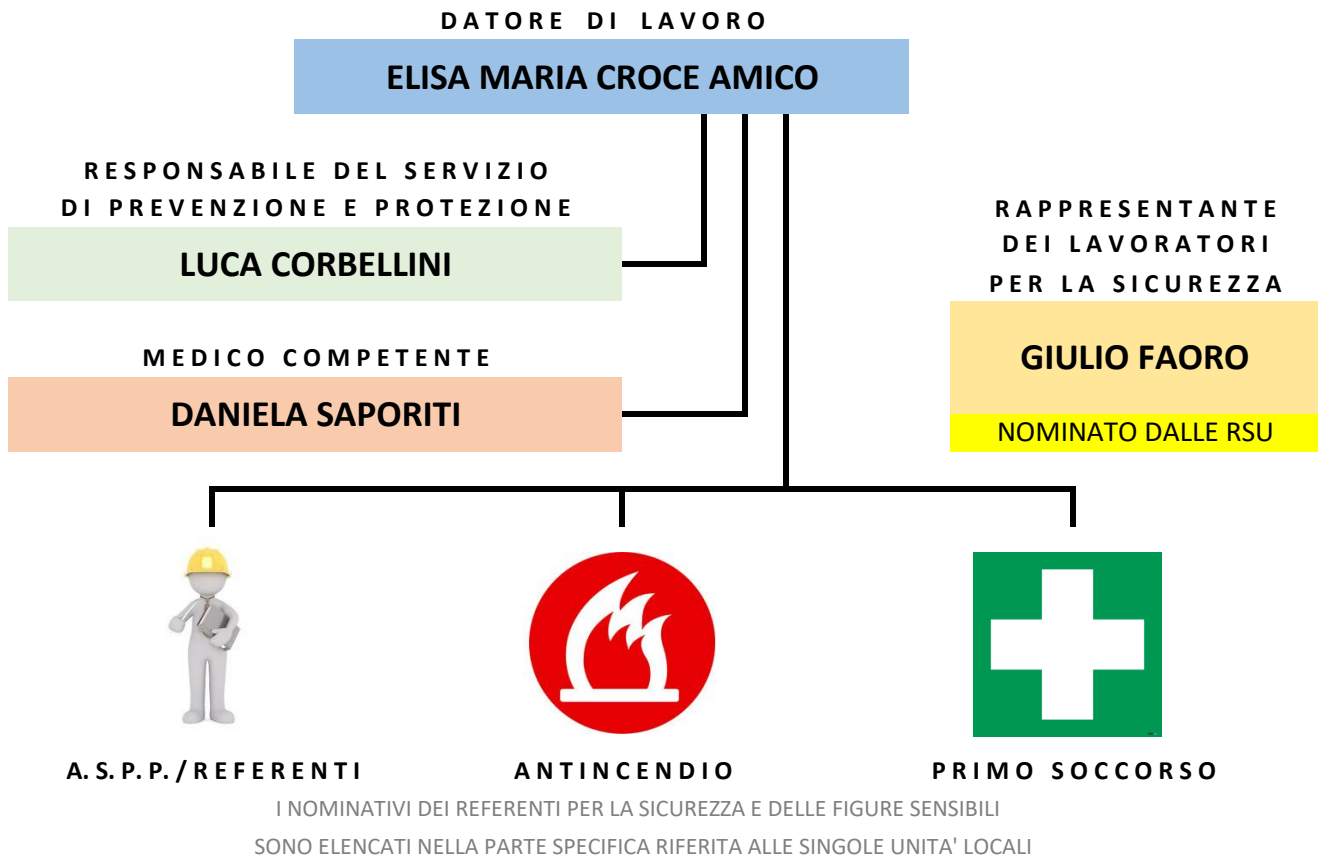 DATORE DI LAVORO
ELISA MARIA CROCE AMICO
RESPONSABILE DEL SERVIZIO
DI PREVENZIONE E PROTEZIONE
LUCA CORBELLINI
MEDICO COMPETENTE
DANIELA SAPORITI
RAPPRESENTANTE
DEI LAVORATORI
PER LA SICUREZZA
GIULIO FAORO
NOMINATO DALLE RSU
A.S.P.P./REFERENTI
ANTINCENDIO
PRIMO SOCCORSO
I NOMINATIVI DEI REFERENTI PER LA SICUREZZA E DELLE FIGURE SENSIBILI
SONO ELENCATI NELLA PARTE SPECIFICA RIFERITA ALLE SINGOLE UNITA' LOCALI